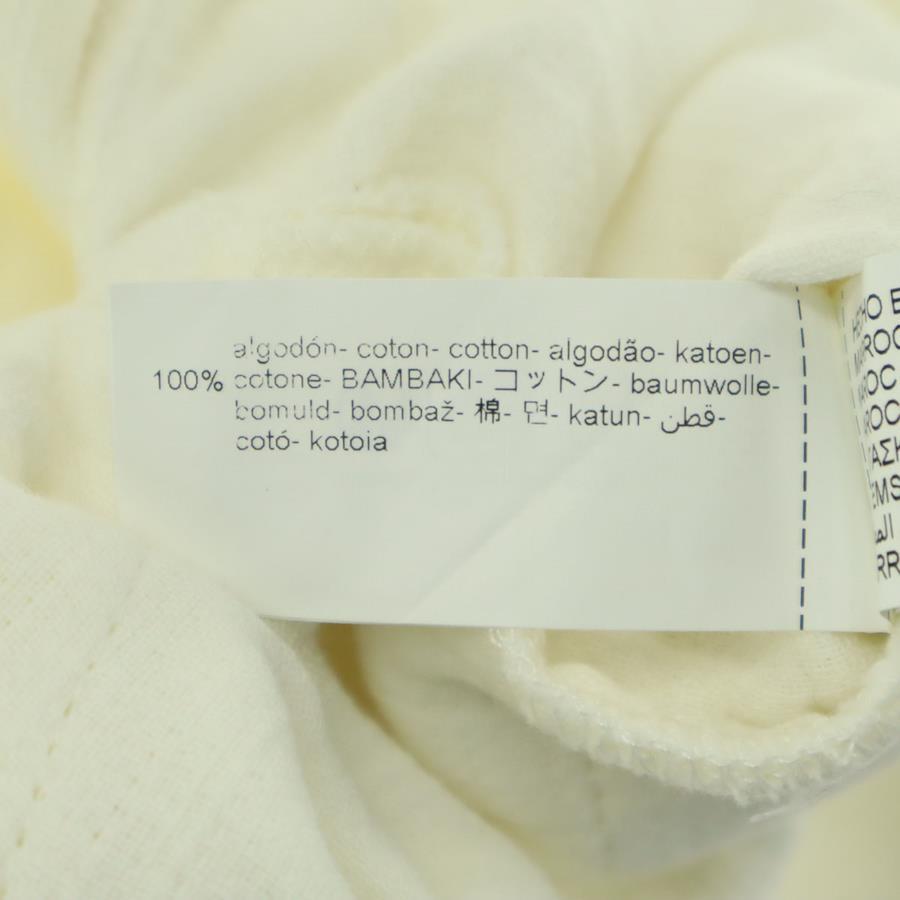 algodón- coton- cotton- algodão- katoen-
100% cotone- BAMBAKI- コットン- baumwolle-
bomuld- bombaž- 棉- 면- katun- قطن-
cotó- kotoia